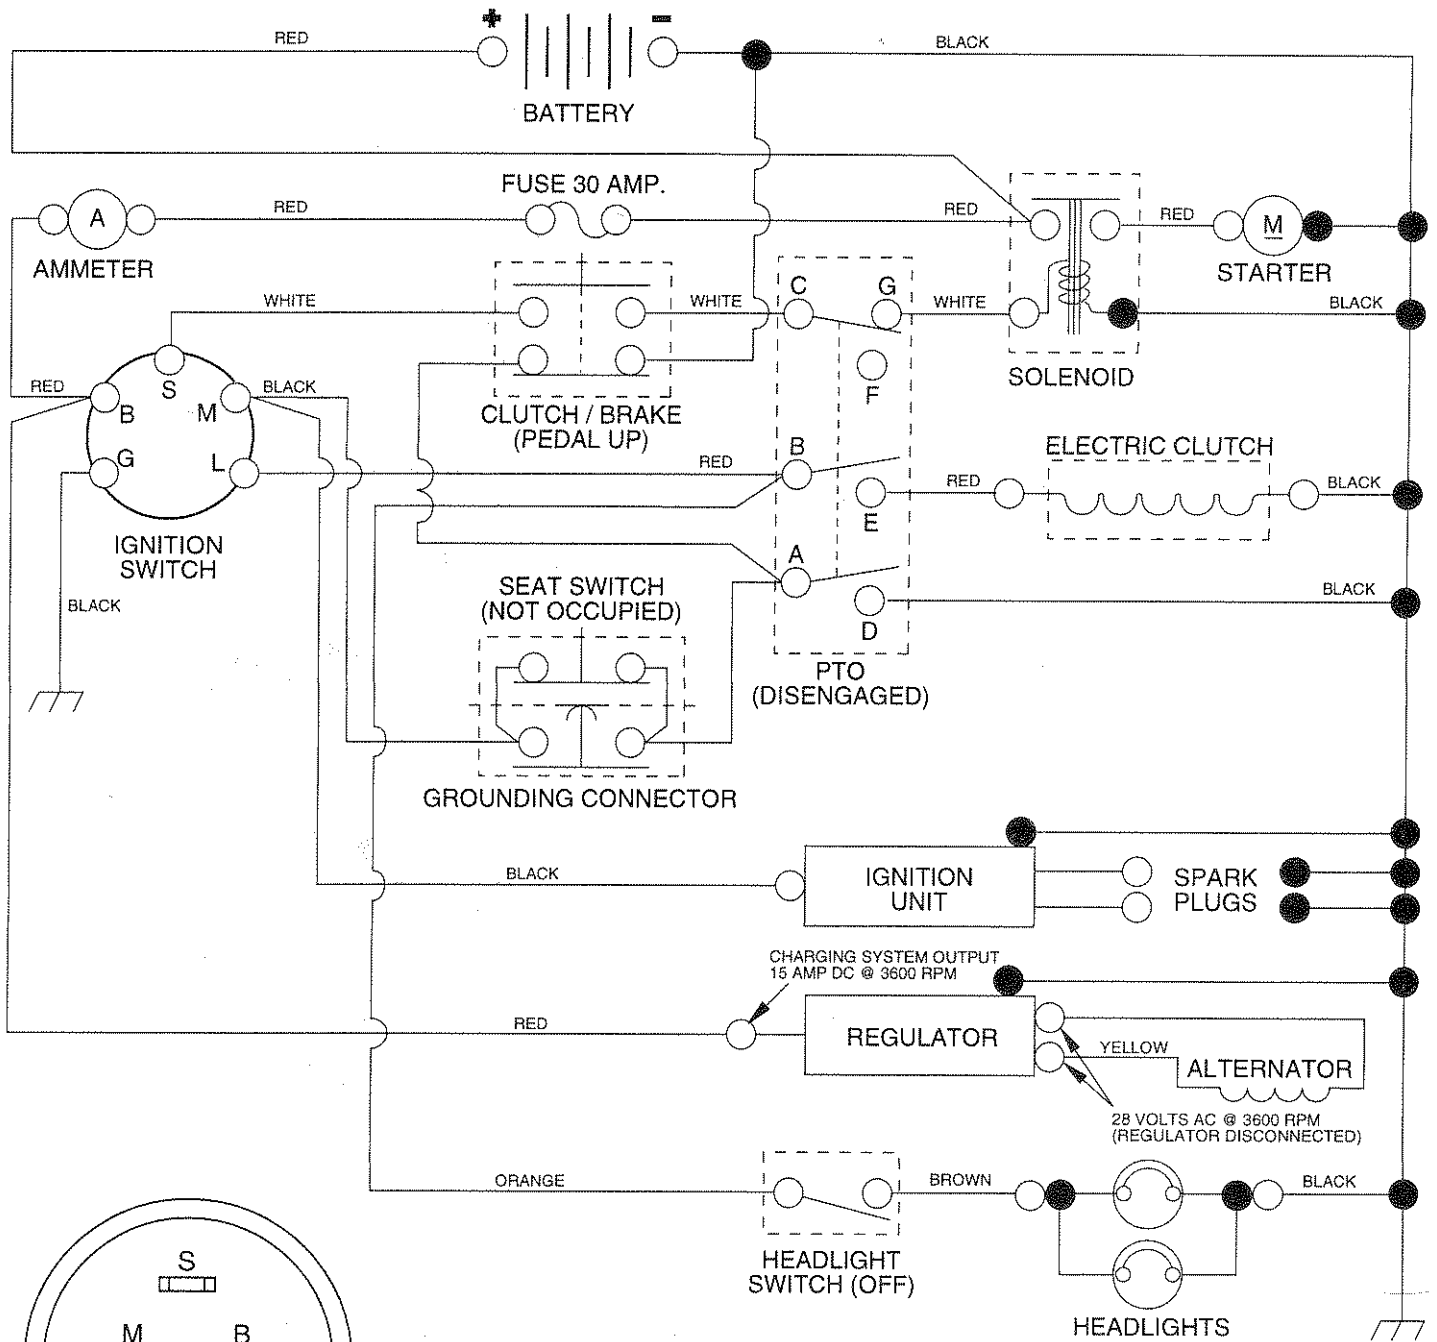 + -
RED
BLACK
BATTERY
FUSE 30 AMP.
A
RED
RED
RED
M
AMMETER
STARTER
WHITE
WHITE
C
G
WHITE
BLACK
S
RED
BLACK
B
M
F
SOLENOID
CLUTCH / BRAKE
(PEDAL UP)
G
L
RED
B
ELECTRIC CLUTCH
RED
BLACK
E
IGNITION
SWITCH
A
SEAT SWITCH
(NOT OCCUPIED)
BLACK
BLACK
D
PTO
(DISENGAGED)
GROUNDING CONNECTOR
BLACK
IGNITION
UNIT
SPARK
PLUGS
CHARGING SYSTEM OUTPUT
15 AMP DC @ 3600 RPM
RED
REGULATOR
YELLOW
ALTERNATOR
28 VOLTS AC @ 3600 RPM
(REGULATOR DISCONNECTED)
ORANGE
BROWN
BLACK
HEADLIGHT
SWITCH (OFF)
HEADLIGHTS
S
M B